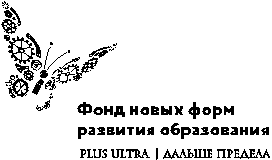 Фонд новых форм
развития образования
PLUS ULTRA | ДАЛЬШЕ ПРЕДЕЛА